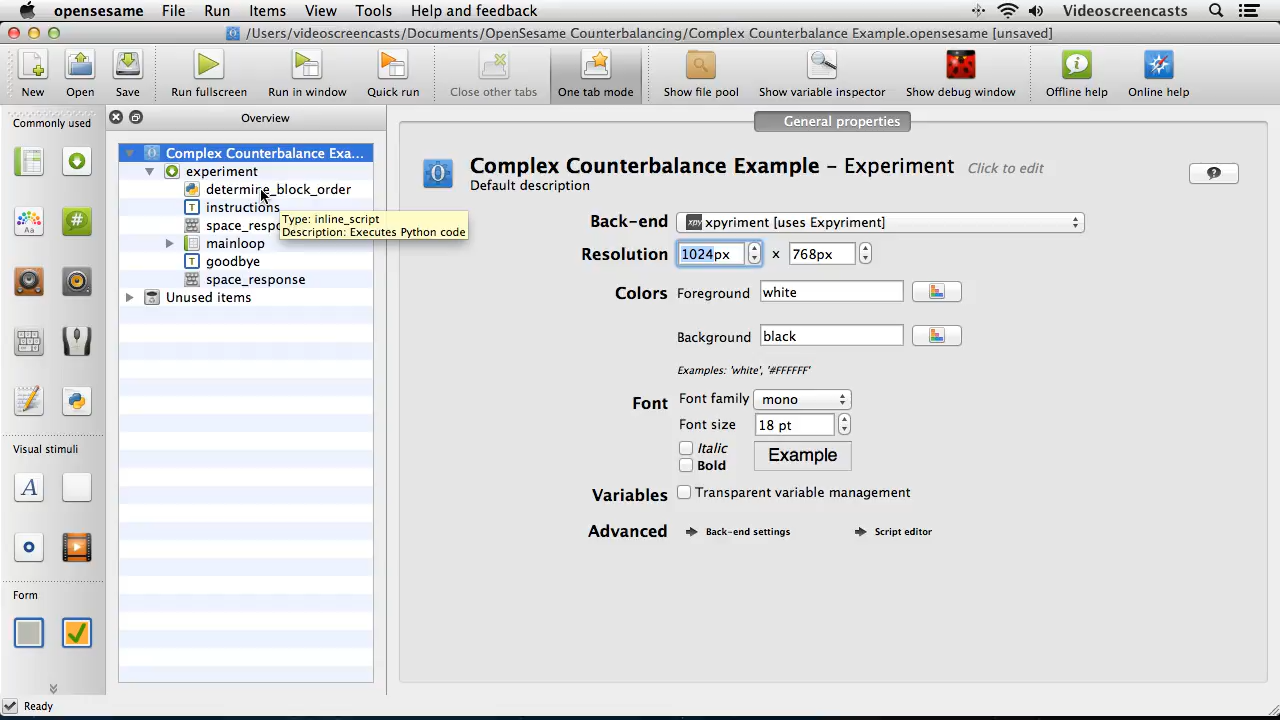 opensesame File Run Items View Tools Help and feedback Videoscreencasts
/Users/videoscreencasts/Documents/OpenSesame Counterbalancing/Complex Counterbalance Example.opensesame [unsaved]
New Open Save Run fullscreen Run in window Quick run Close other tabs One tab mode Show file pool Show variable inspector Show debug window Offline help Online help
Commonly used
Aa
Visual stimuli
A
Form
Overview
Complex Counterbalance Exa...
experiment
determine_block_order
T instructions
space_respo
Type: inline_script
Description: Executes Python code
mainloop
T goodbye
space_response
Unused items
General properties
Complex Counterbalance Example – Experiment Click to edit
Default description
Back-end xpy xpyriment [uses Expyriment]
Resolution 1024px x 768px
Colors Foreground white
Background black
Examples: 'white', '#FFFFFF'
Font Font family mono
Font size 18 pt
Italic
Bold
Example
Variables Transparent variable management
Advanced Back-end settings Script editor
Ready